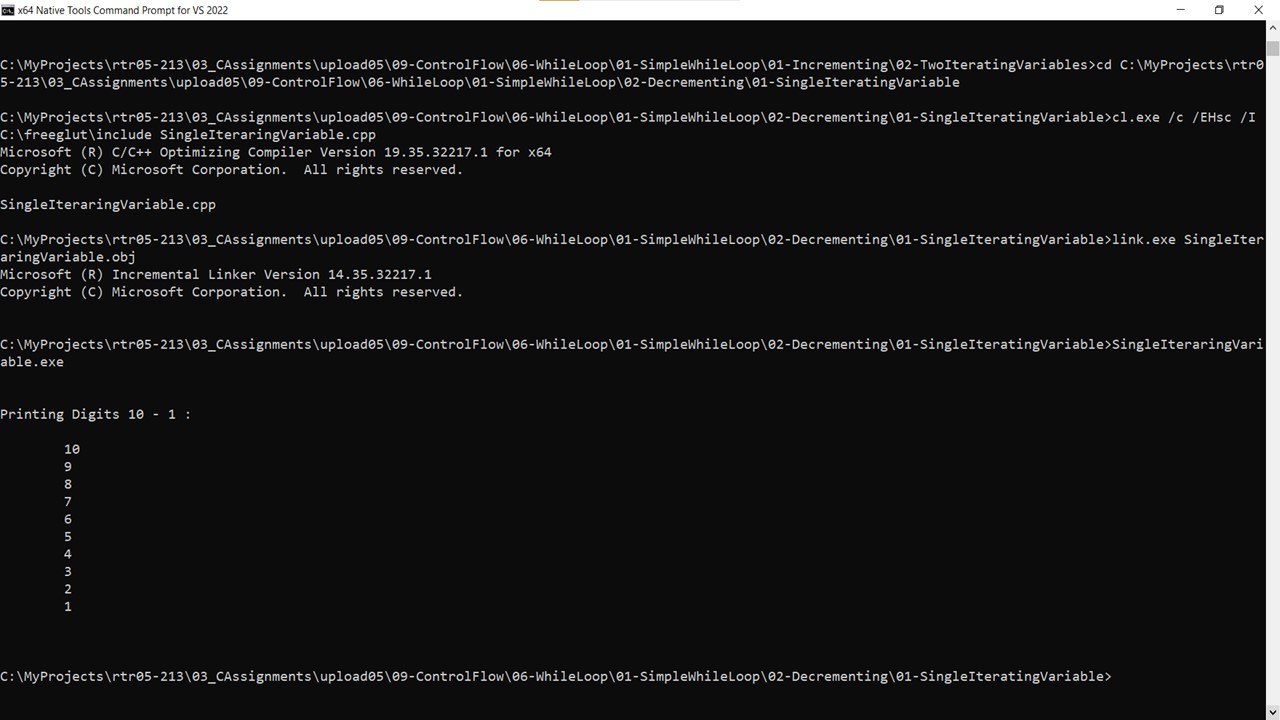 x64 Native Tools Command Prompt for VS 2022
C:\MyProjects\rtr05-213\03_CAssignments\upload05\09-ControlFlow\06-WhileLoop\01-SimpleWhileLoop\01-Incrementing\02-TwoIteratingVariables>cd C:\MyProjects\rtr0
5-213\03_CAssignments\upload05\09-ControlFlow\06-WhileLoop\01-SimpleWhileLoop\02-Decrementing\01-SingleIteratingVariable
C:\MyProjects\rtr05-213\03_CAssignments\upload05\09-ControlFlow\06-WhileLoop\01-SimpleWhileLoop\02-Decrementing\01-SingleIteratingVariable>cl.exe /c /EHsc /I
C:\freeglut\include SingleIteraringVariable.cpp
Microsoft (R) C/C++ Optimizing Compiler Version 19.35.32217.1 for x64
Copyright (C) Microsoft Corporation.  All rights reserved.
SingleIteraringVariable.cpp
C:\MyProjects\rtr05-213\03_CAssignments\upload05\09-ControlFlow\06-WhileLoop\01-SimpleWhileLoop\02-Decrementing\01-SingleIteratingVariable>link.exe SingleIter
aringVariable.obj
Microsoft (R) Incremental Linker Version 14.35.32217.1
Copyright (C) Microsoft Corporation.  All rights reserved.
C:\MyProjects\rtr05-213\03_CAssignments\upload05\09-ControlFlow\06-WhileLoop\01-SimpleWhileLoop\02-Decrementing\01-SingleIteratingVariable>SingleIteraringVari
able.exe
Printing Digits 10 - 1 :
10
9
8
7
6
5
4
3
2
1
C:\MyProjects\rtr05-213\03_CAssignments\upload05\09-ControlFlow\06-WhileLoop\01-SimpleWhileLoop\02-Decrementing\01-SingleIteratingVariable>